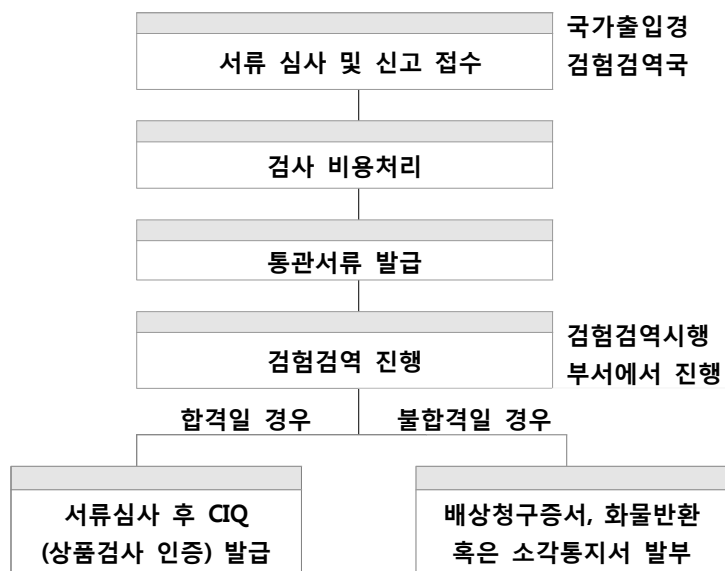 국가출입경
서류 심사 및 신고 접수
검험검역국
검사 비용처리
통관서류 발급
검험검역시행
검험검역 진행
부서에서 진행
합격일 경우
불합격일 경우
서류심사 후 CIQ
(상품검사 인증) 발급
배상청구증서, 화물반환
혹은 소각통지서 발부